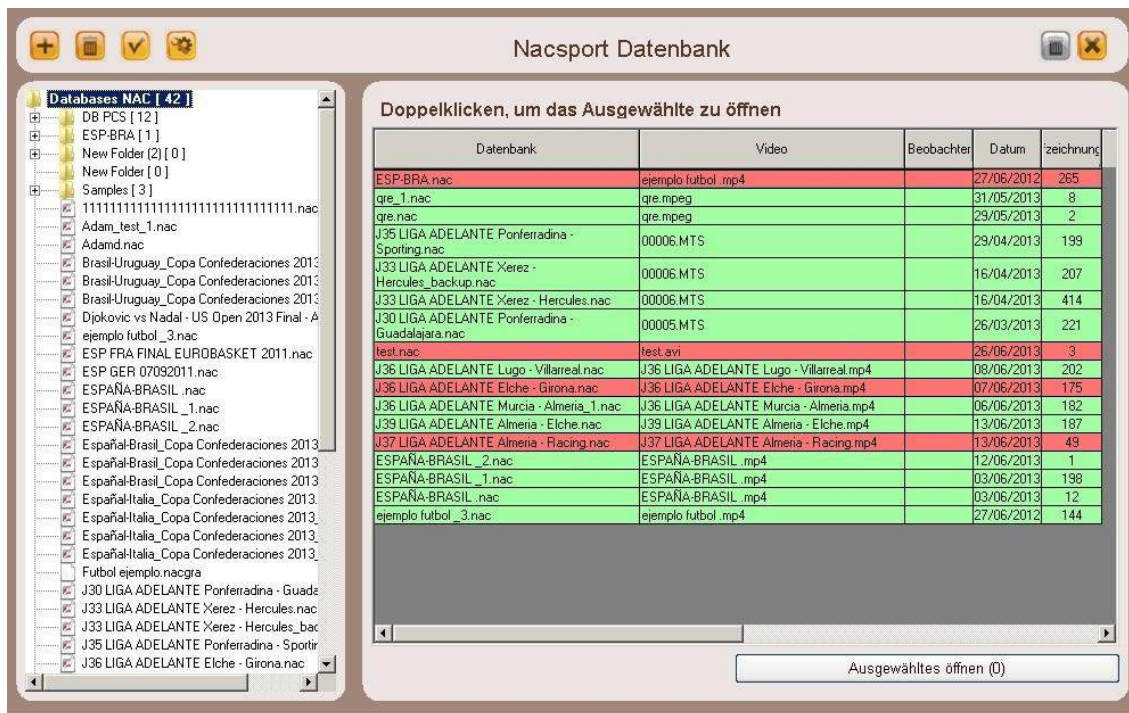 Nacsport Datenbank
Databases NAC [ 42 ]
DB PCS [ 12 ]
ESP-BRA [ 1 ]
New Folder (2) [ 0 ]
New Folder [ 0 ]
Samples [ 3 ]
Adam_test_1.nac
Adamd.nac
Brasil-Uruguay_Copa Confederaciones 2013
Brasil-Uruguay_Copa Confederaciones 2013
Brasil-Uruguay_Copa Confederaciones 2013
Djokovic vs Nadal - US Open 2013 Final - A
ejemplo futbol _3.nac
ESP FRA FINAL EUROBASKET 2011.nac
ESP GER 07092011.nac
ESPAÑA-BRASIL .nac
ESPAÑA-BRASIL _1.nac
ESPAÑA-BRASIL _2.nac
Español-Brasil_Copa Confederaciones 2013
Español-Brasil_Copa Confederaciones 2013
Español-Brasil_Copa Confederaciones 2013
Español-Italia_Copa Confederaciones 2013.
Español-Italia_Copa Confederaciones 2013_
Español-Italia_Copa Confederaciones 2013_
Español-Italia_Copa Confederaciones 2013_
Futbol ejemplo.nacgra
J30 LIGA ADELANTE Ponferradina - Guada
J33 LIGA ADELANTE Xerez - Hercules.nac
J33 LIGA ADELANTE Xerez - Hercules_bac
J35 LIGA ADELANTE Ponferradina - Sportin
J36 LIGA ADELANTE Elche - Girona.nac
Doppelklicken, um das Ausgewählte zu öffnen
Datenbank Video Beobachter Datum fzeichnung
ESP-BRA.nac ejemplo futbol .mp4 27/06/2012 265
qre_1.nac qre.mpeg 31/05/2013 8
qre.nac qre.mpeg 29/05/2013 2
J35 LIGA ADELANTE Ponferradina -
Sporting.nac 00006.MTS 29/04/2013 199
J33 LIGA ADELANTE Xerez -
Hercules_backup.nac 00006.MTS 16/04/2013 207
J33 LIGA ADELANTE Xerez - Hercules.nac 00006.MTS 16/04/2013 414
J30 LIGA ADELANTE Ponferradina -
Guadalajara.nac 00005.MTS 26/03/2013 221
test.nac test.avi 26/06/2013 3
J36 LIGA ADELANTE Lugo - Villarreal.nac J36 LIGA ADELANTE Lugo - Villarreal.mp4 08/06/2013 202
J36 LIGA ADELANTE Elche - Girona.nac J36 LIGA ADELANTE Elche - Girona.mp4 07/06/2013 175
J36 LIGA ADELANTE Murcia - Almeria_1.nac J36 LIGA ADELANTE Murcia - Almeria.mp4 06/06/2013 182
J39 LIGA ADELANTE Almeria - Elche.nac J39 LIGA ADELANTE Almeria - Elche.mp4 13/06/2013 187
J37 LIGA ADELANTE Almeria - Racing.nac J37 LIGA ADELANTE Almeria - Racing.mp4 13/06/2013 49
ESPAÑA-BRASIL _2.nac ESPAÑA-BRASIL .mp4 12/06/2013 1
ESPAÑA-BRASIL _1.nac ESPAÑA-BRASIL .mp4 03/06/2013 198
ESPAÑA-BRASIL .nac ESPAÑA-BRASIL .mp4 03/06/2013 12
ejemplo futbol _3.nac ejemplo futbol .mp4 27/06/2012 144
Ausgewähltes öffnen (0)